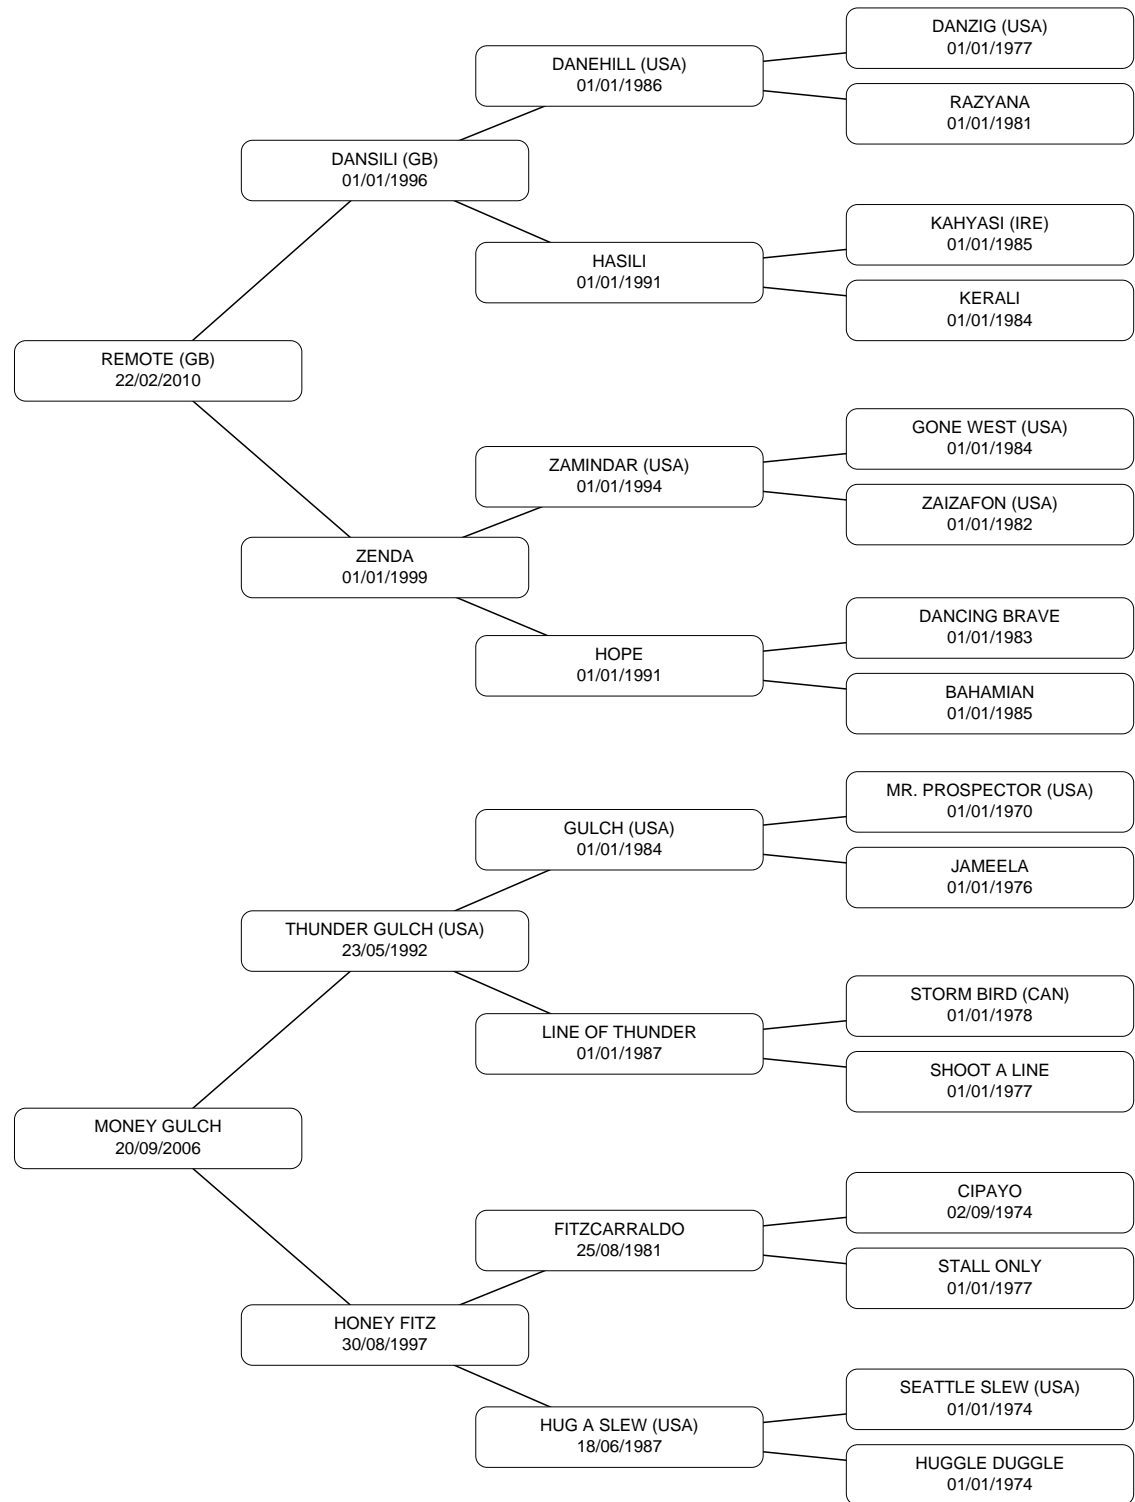 DANZIG (USA)
01/01/1977
DANEHILL (USA)
01/01/1986
RAZYANA
01/01/1981
DANSILI (GB)
01/01/1996
KAHYASI (IRE)
01/01/1985
HASILI
01/01/1991
KERALI
01/01/1984
REMOTE (GB)
22/02/2010
GONE WEST (USA)
01/01/1984
ZAMINDAR (USA)
01/01/1994
ZAIZAFON (USA)
01/01/1982
ZENDA
01/01/1999
DANCING BRAVE
01/01/1983
HOPE
01/01/1991
BAHAMIAN
01/01/1985
MR. PROSPECTOR (USA)
01/01/1970
GULCH (USA)
01/01/1984
JAMEELA
01/01/1976
THUNDER GULCH (USA)
23/05/1992
STORM BIRD (CAN)
01/01/1978
LINE OF THUNDER
01/01/1987
SHOOT A LINE
01/01/1977
MONEY GULCH
20/09/2006
CIPAYO
02/09/1974
FITZCARRALDO
25/08/1981
STALL ONLY
01/01/1977
HONEY FITZ
30/08/1997
SEATTLE SLEW (USA)
01/01/1974
HUG A SLEW (USA)
18/06/1987
HUGGLE DUGGLE
01/01/1974